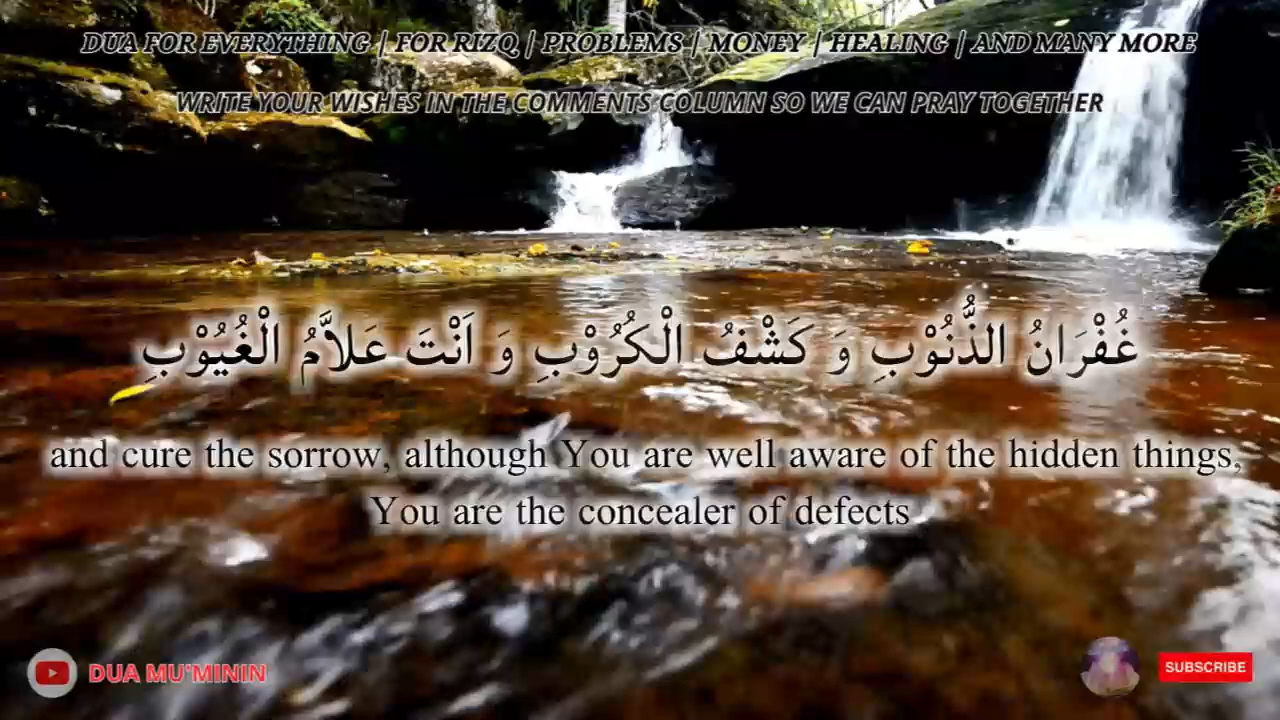 DUA FOR EVERYTHING | FOR RIZQ | PROBLEMS | MONEY | HEALING | AND MANY MORE
WRITE YOUR WISHES IN THE COMMENTS COLUMN SO WE CAN PRAY TOGETHER
غُفْرَانُ الذُّنُوْبِ وَ كَشْفُ الْكُرُوْبِ وَ اَنْتَ عَلاَّمُ الْغُيُوْبِ
and cure the sorrow, although You are well aware of the hidden things,
You are the concealer of defects
DUA MU'MININ
SUBSCRIBE